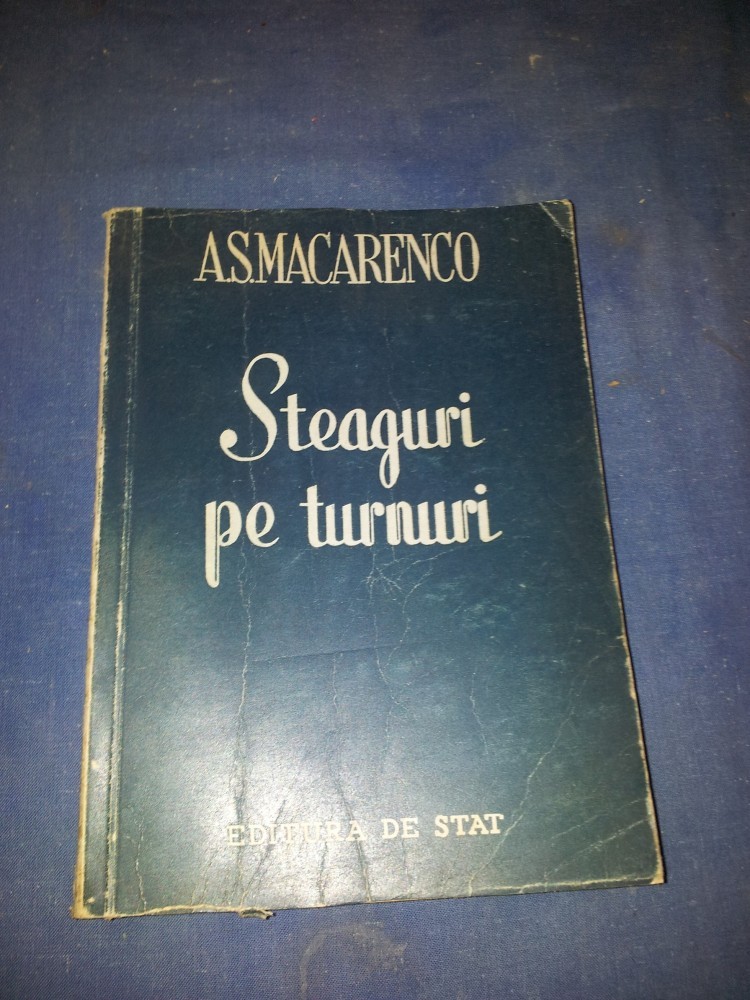 A.S.MACARENCO
Steaguri
pe turnuri
EDITURA DE STAT